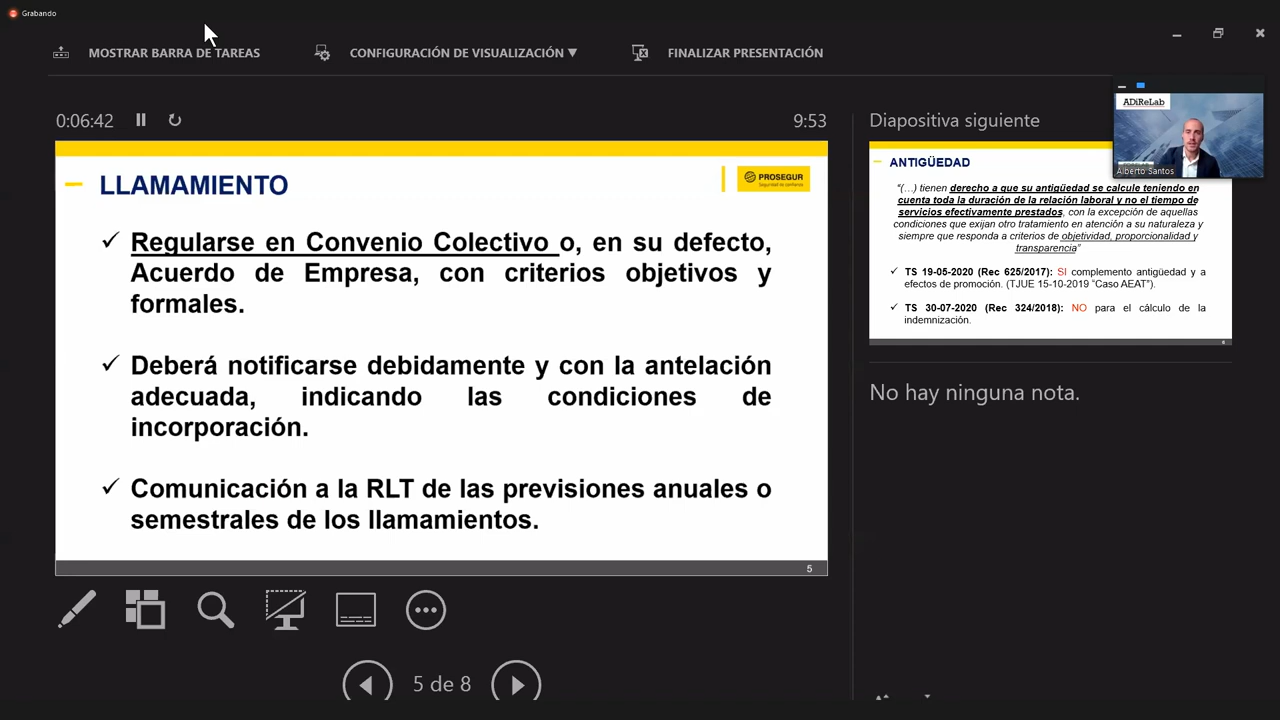 Grabando
MOSTRAR BARRA DE TAREAS
CONFIGURACIÓN DE VISUALIZACIÓN ▼
FINALIZAR PRESENTACIÓN
0:06:42
9:53
LLAMAMIENTO
PROSEGUR
Seguridad de confianza
✓ Regularse en Convenio Colectivo o, en su defecto,
Acuerdo de Empresa, con criterios objetivos y
formales.
✓ Deberá notificarse debidamente y con la antelación
adecuada, indicando las condiciones de
incorporación.
✓ Comunicación a la RLT de las previsiones anuales o
semestrales de los llamamientos.
5
5 de 8
Diapositiva siguiente
ADiReLab
Alberto Santos
ANTIGÜEDAD
“(…) tienen derecho a que su antigüedad se calcule teniendo en
cuenta toda la duración de la relación laboral y no el tiempo de
servicios efectivamente prestados, con la excepción de aquellas
condiciones que exijan otro tratamiento en atención a su naturaleza y
siempre que responda a criterios de objetividad, proporcionalidad y
transparencia”
✓ TS 19-05-2020 (Rec 625/2017): SI complemento antigüedad y a
efectos de promoción. (TJUE 15-10-2019 “Caso AEAT”).
✓ TS 30-07-2020 (Rec 324/2018): NO para el cálculo de la
indemnización.
No hay ninguna nota.